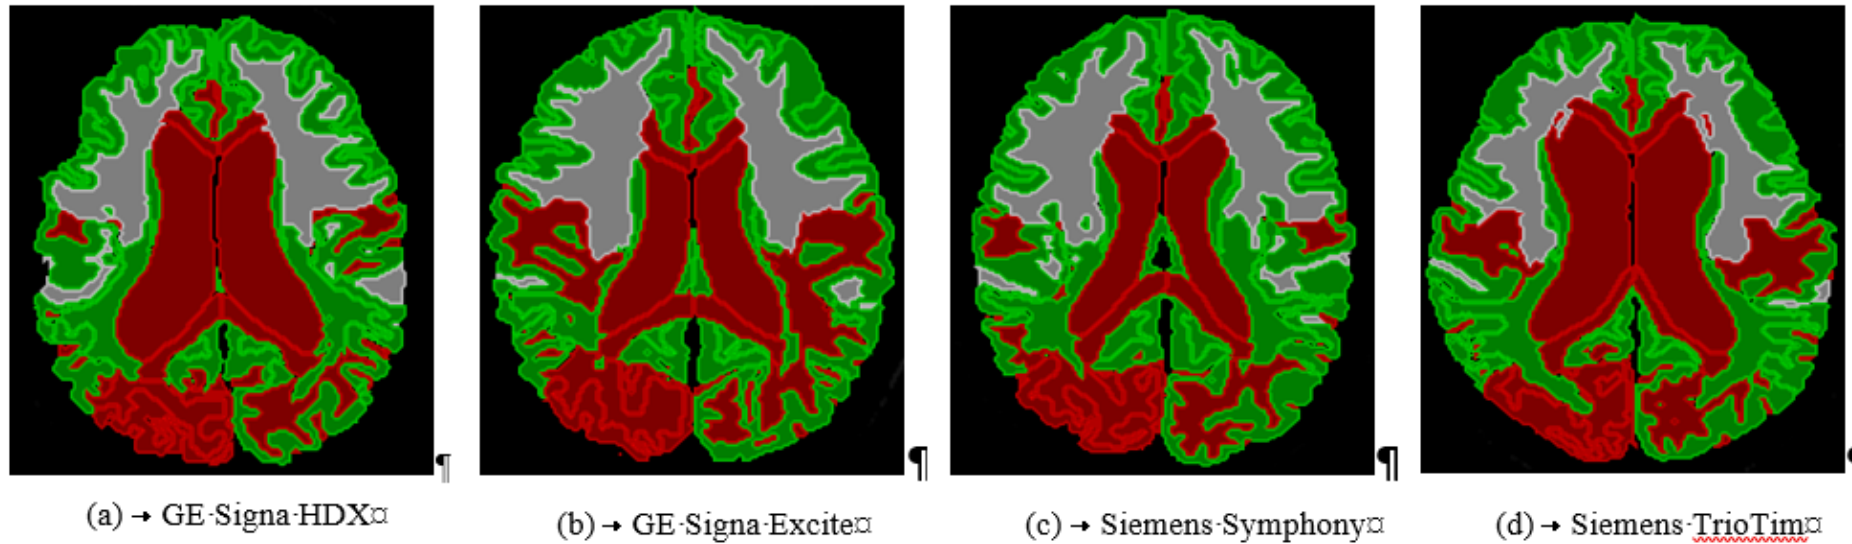 ¶ ¶ ¶ ¶
(a) → GE·Signa·HDX¤ (b) → GE·Signa·Excite¤ (c) → Siemens·Symphony¤ (d) → Siemens·TrioTim¤